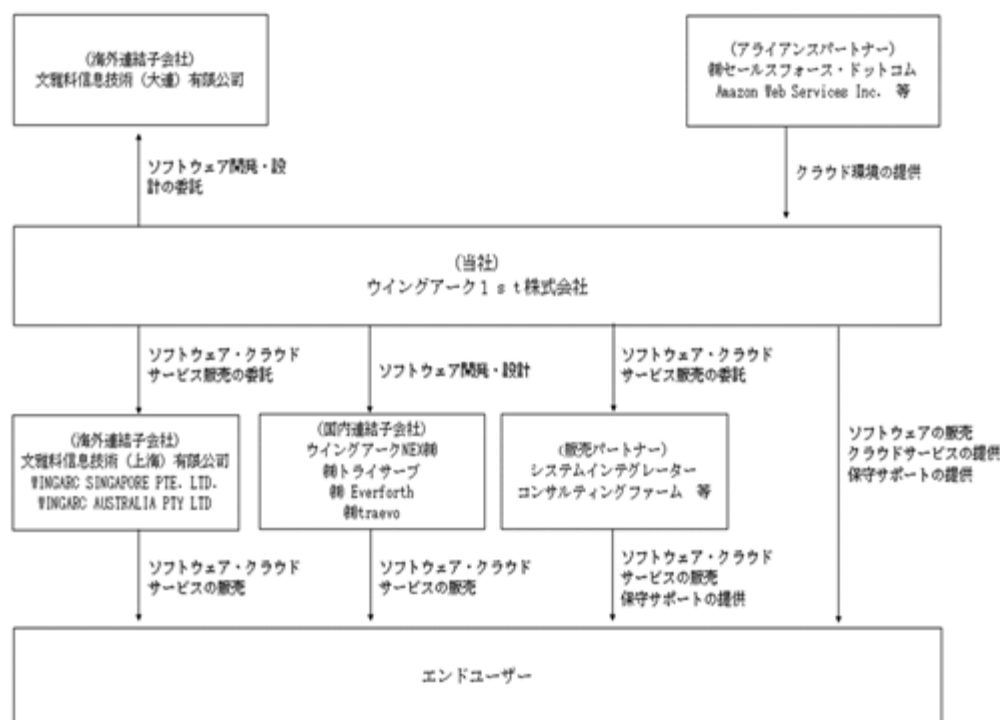 (海外連結子会社)
文雅科信息技術（大連）有限公司
(アライアンスパートナー)
㈱セールスフォース・ドットコム
Amazon Web Services Inc. 等
ソフトウェア開発・設
計の委託
クラウド環境の提供
(当社)
ウイングアーク１ｓｔ株式会社
ソフトウェア・クラウド
サービス販売の委託
ソフトウェア開発・設計
ソフトウェア・クラウド
サービス販売の委託
ソフトウェアの販売
クラウドサービスの提供
保守サポートの提供
(海外連結子会社)
文雅科信息技術（上海）有限公司
WINGARC SINGAPORE PTE. LTD.
WINGARC AUSTRALIA PTY LTD
(国内連結子会社)
ウイングアークNEX㈱
㈱トライサーブ
㈱ Everforth
㈱traevo
(販売パートナー)
システムインテグレーター
コンサルティングファーム 等
ソフトウェア・クラウド
サービスの販売
ソフトウェア・クラウド
サービスの販売
ソフトウェア・クラウド
サービスの販売
保守サポートの提供
エンドユーザー